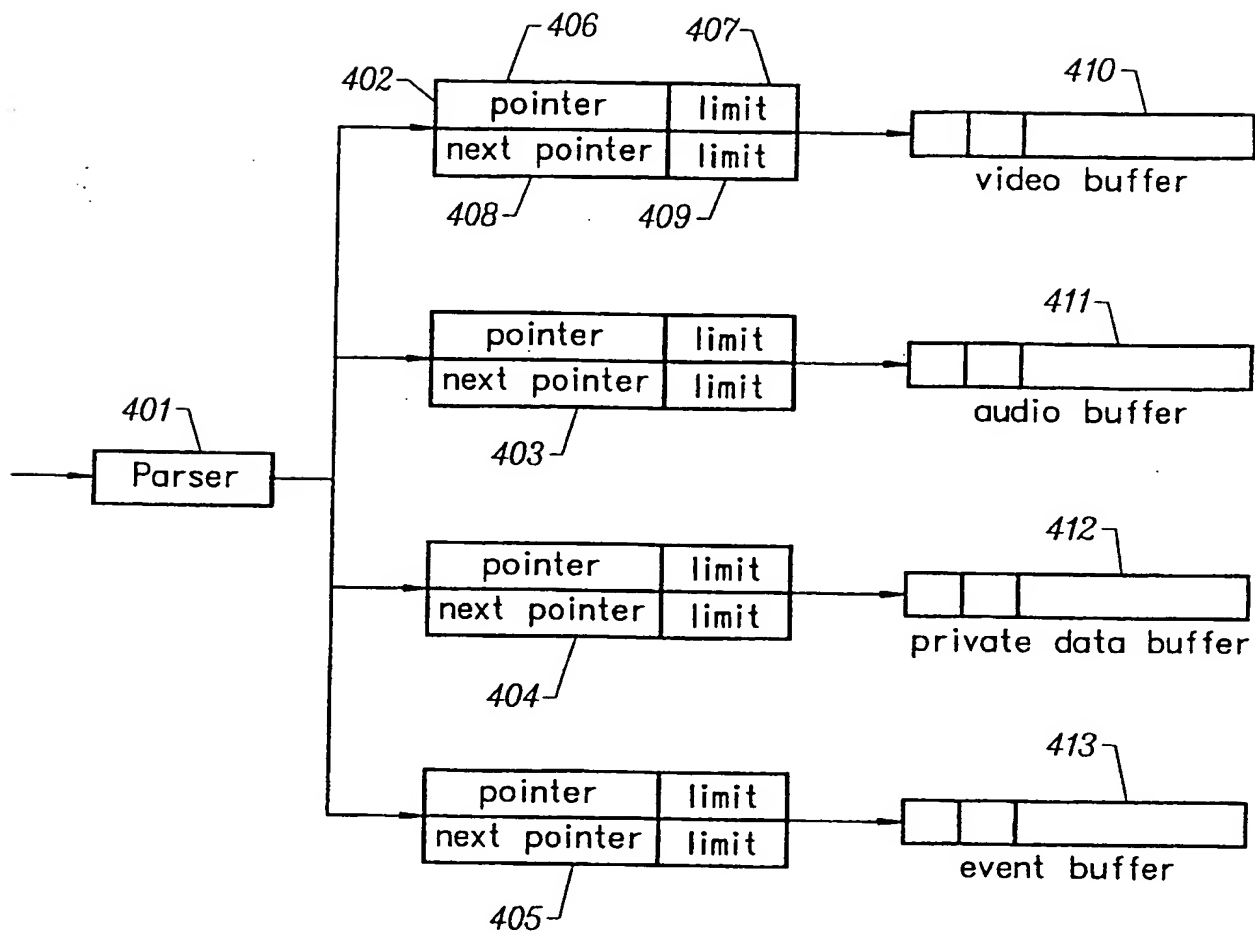 406
407
402
410
pointer limit
next pointer limit
video buffer
408
409
411
pointer limit
next pointer limit
audio buffer
401
403
Parser
412
pointer limit
next pointer limit
private data buffer
404
413
pointer limit
next pointer limit
event buffer
405